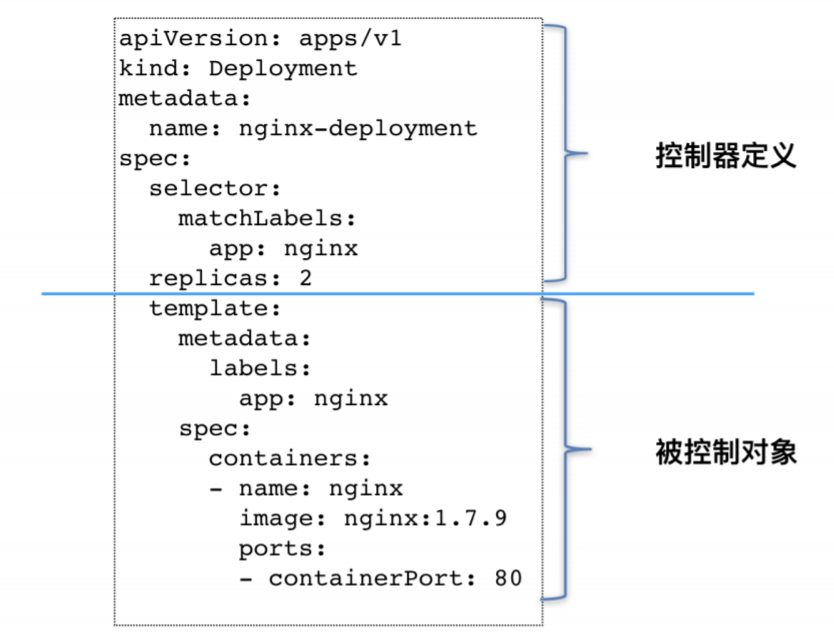 apiVersion: apps/v1
kind: Deployment
metadata:
  name: nginx-deployment
spec:
  selector:
    matchLabels:
      app: nginx
  replicas: 2
  template:
    metadata:
      labels:
        app: nginx
    spec:
      containers:
      - name: nginx
        image: nginx:1.7.9
        ports:
        - containerPort: 80
控制器定义
被控制对象